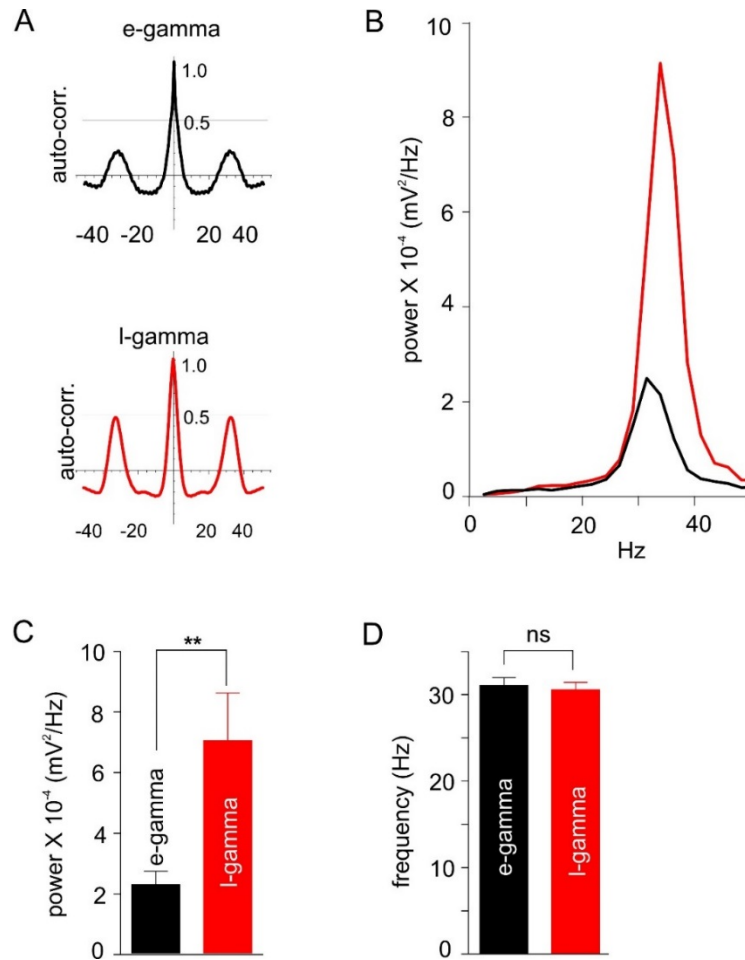 A
e-gamma
auto-corr.
1.0
0.5
-40 -20 20 40
l-gamma
auto-corr.
1.0
0.5
-40 -20 20 40
B
power X 10⁻⁴ (mV²/Hz)
10
8
6
4
2
0
0 20 40
Hz
C
**
power X 10⁻⁴ (mV²/Hz)
10
8
6
4
2
0
e-gamma
l-gamma
D
ns
frequency (Hz)
30
20
10
0
e-gamma
l-gamma